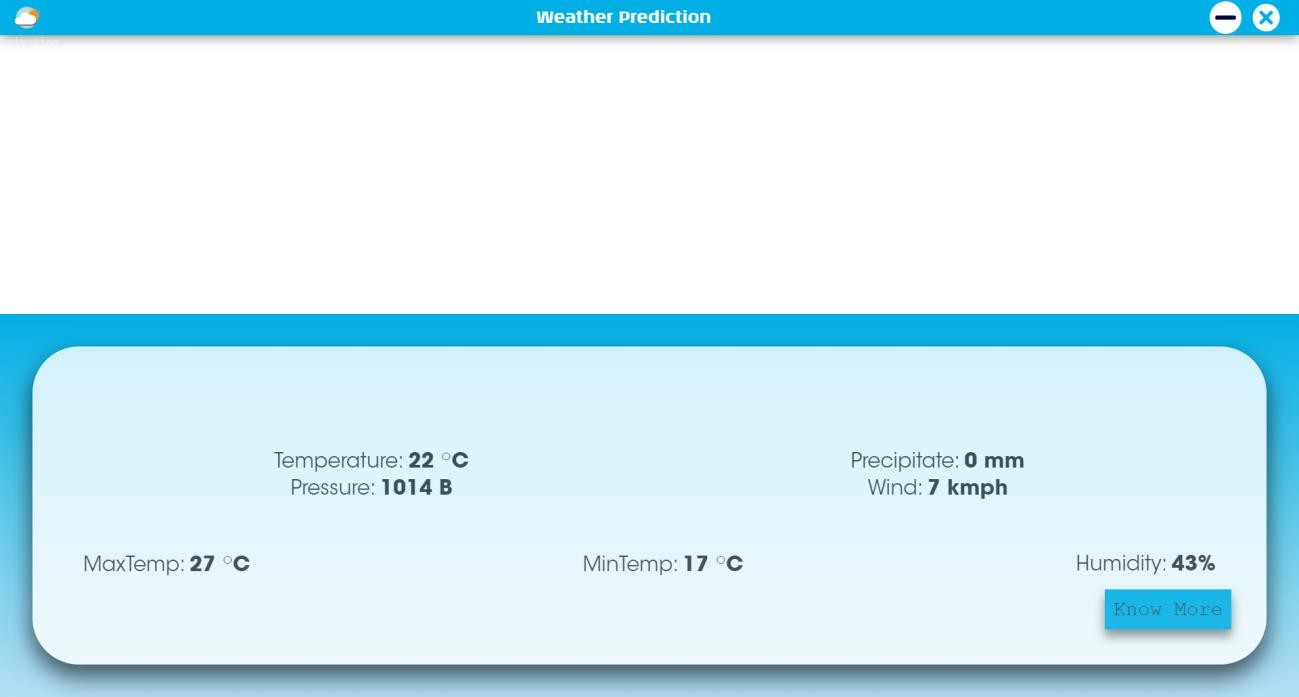 Weather Prediction
Temperature: 22 °C
Pressure: 1014 B
Precipitate: 0 mm
Wind: 7 kmph
MaxTemp: 27 °C
MinTemp: 17 °C
Humidity: 43%
Know More